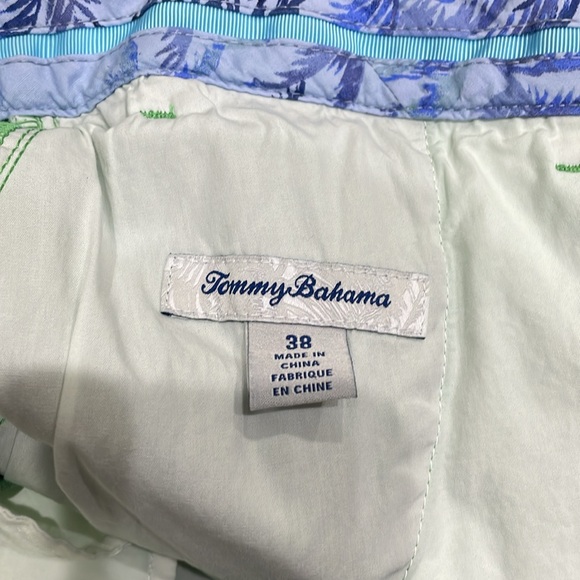 Tommy Bahama
38
MADE IN
CHINA
FABRIQUE
EN CHINE